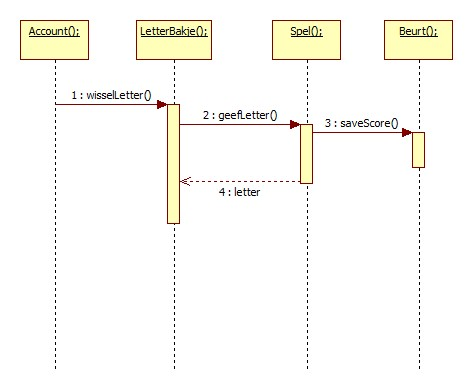 Account();
LetterBakje();
Spel();
Beurt();
1 : wisselLetter()
2 : geefLetter()
3 : saveScore()
4 : letter